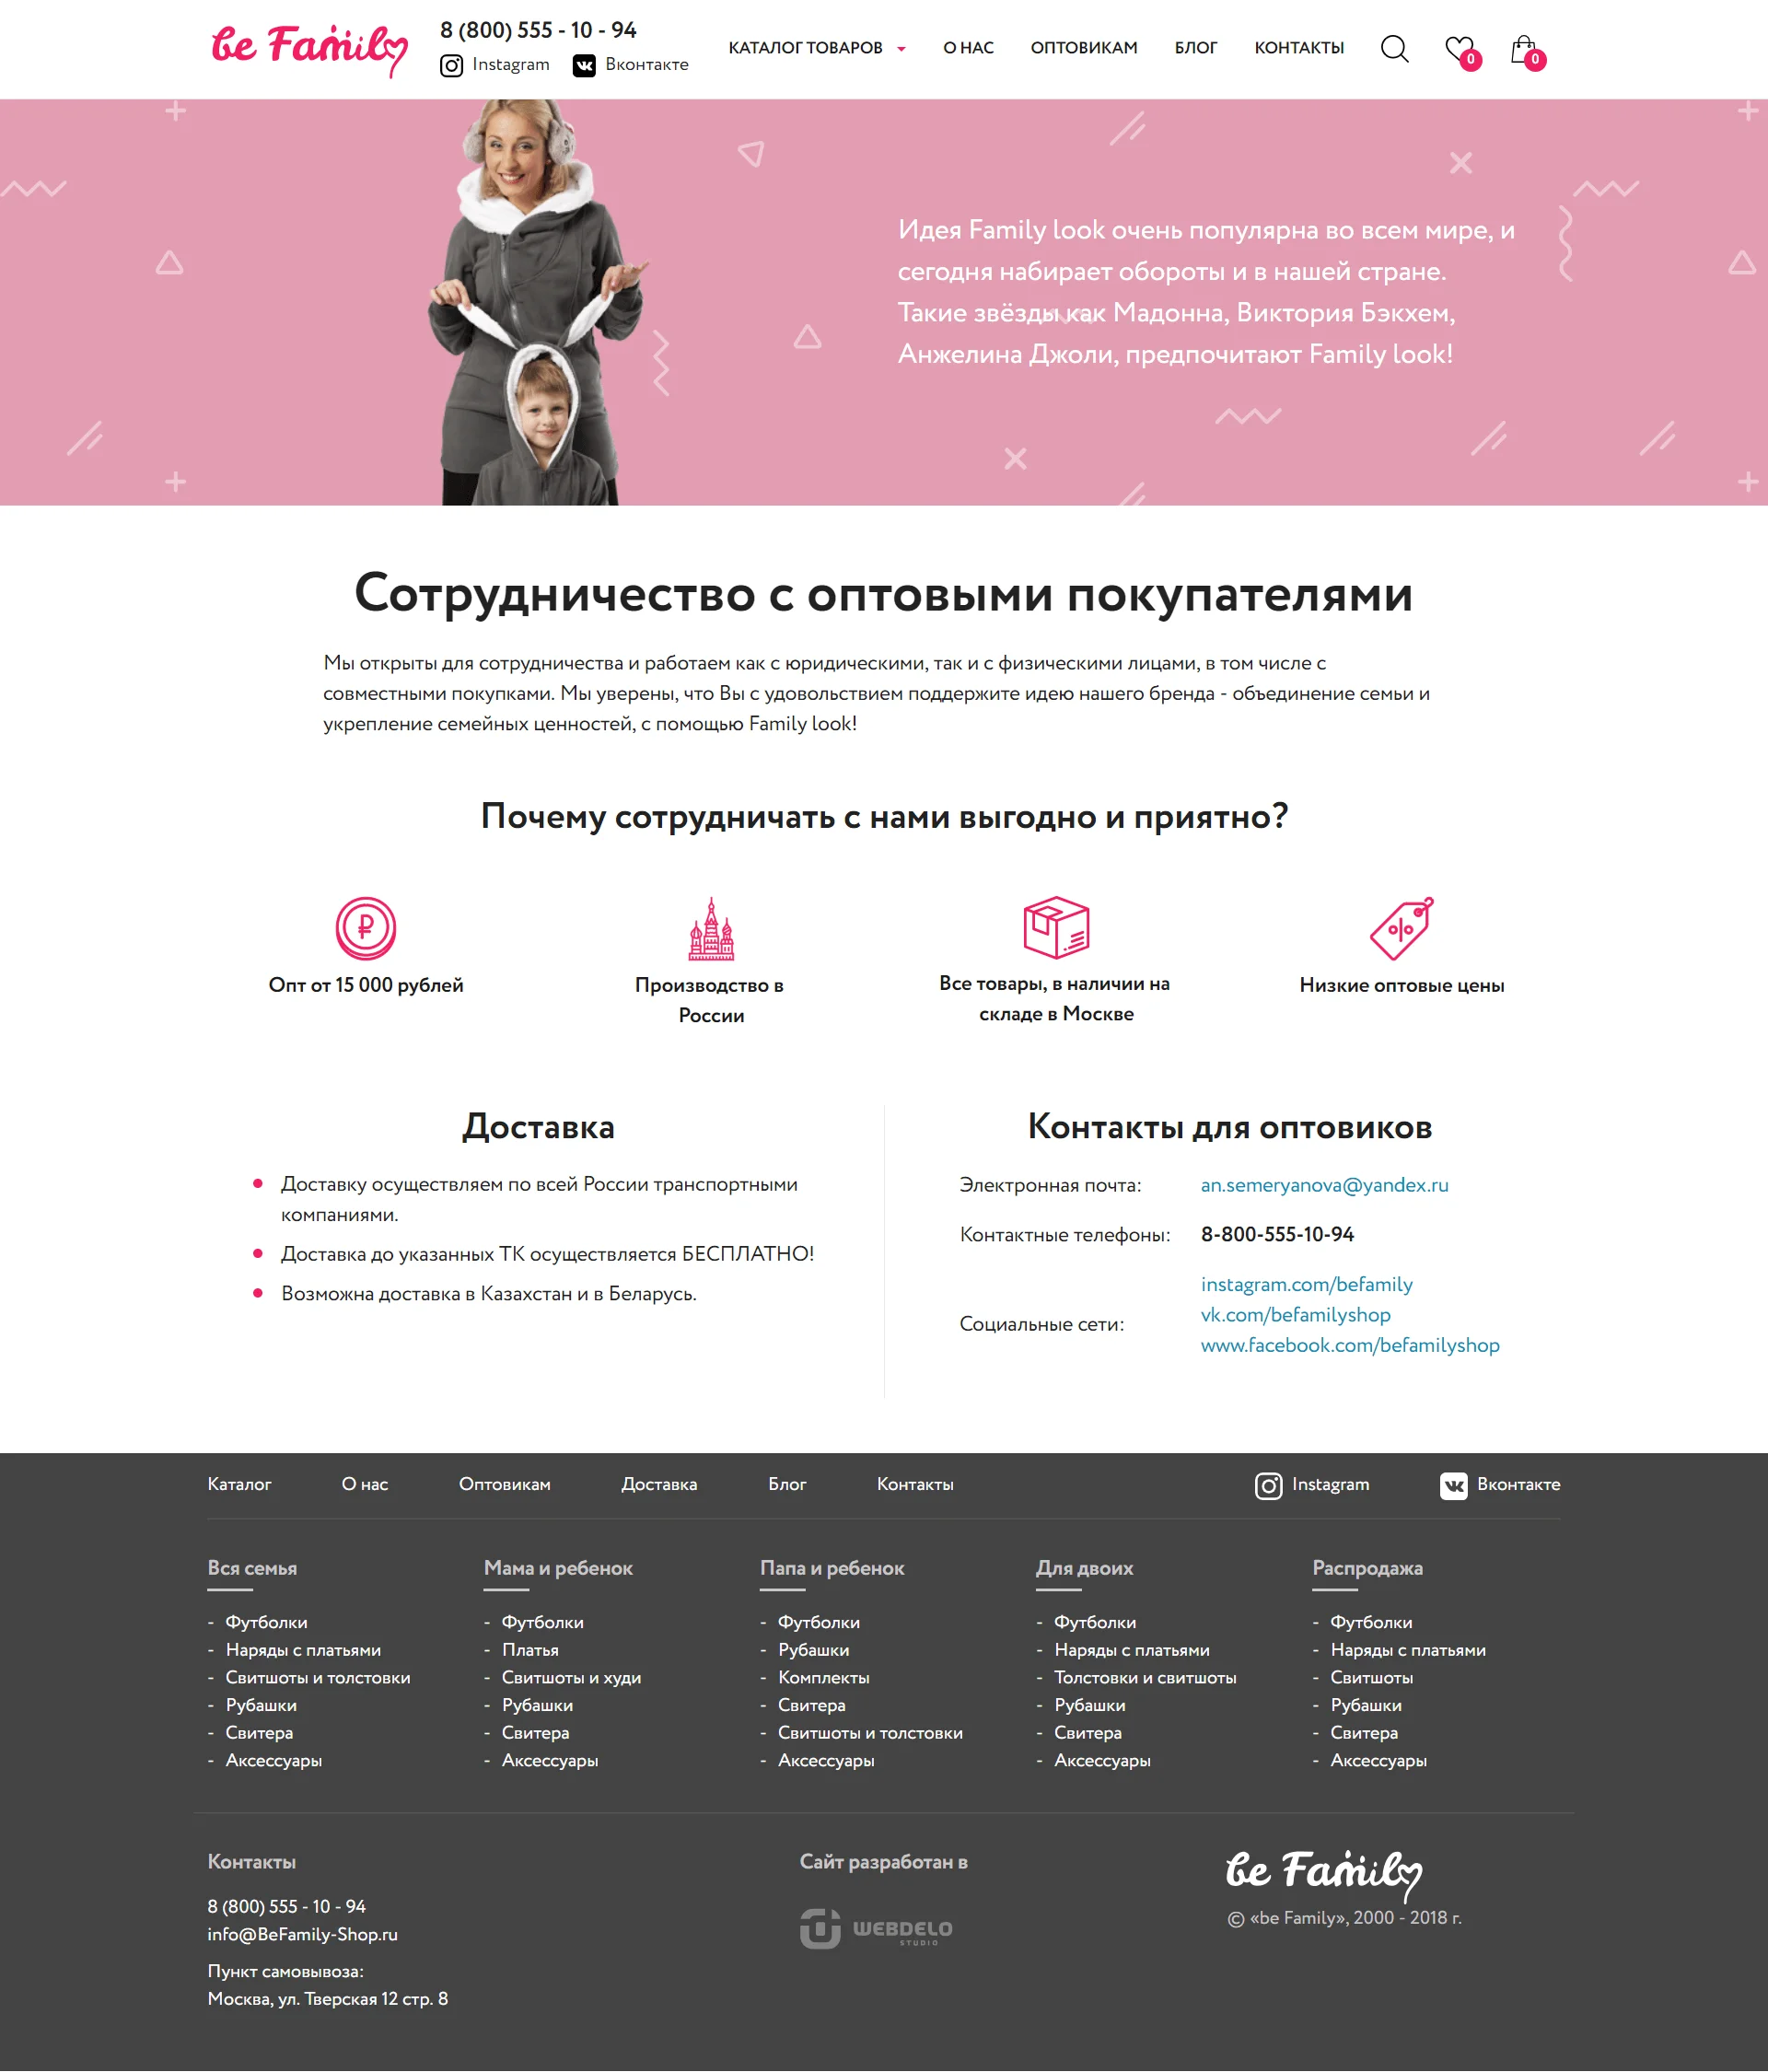 be Family
8 (800) 555 - 10 - 94
Instagram
Вконтакте
КАТАЛОГ ТОВАРОВ
О НАС
ОПТОВИКАМ
БЛОГ
КОНТАКТЫ
0
0
Идея Family look очень популярна во всем мире, и
сегодня набирает обороты и в нашей стране.
Такие звёзды как Мадонна, Виктория Бэкхем,
Анжелина Джоли, предпочитают Family look!
Сотрудничество с оптовыми покупателями
Мы открыты для сотрудничества и работаем как с юридическими, так и с физическими лицами, в том числе с
совместными покупками. Мы уверены, что Вы с удовольствием поддержите идею нашего бренда - объединение семьи и
укрепление семейных ценностей, с помощью Family look!
Почему сотрудничать с нами выгодно и приятно?
Опт от 15 000 рублей
Производство в
России
Все товары, в наличии на
складе в Москве
Низкие оптовые цены
Доставка
Доставку осуществляем по всей России транспортными
компаниями.
Доставка до указанных ТК осуществляется БЕСПЛАТНО!
Возможна доставка в Казахстан и в Беларусь.
Контакты для оптовиков
Электронная почта: an.semeryanova@yandex.ru
Контактные телефоны: 8-800-555-10-94
Социальные сети:
instagram.com/befamily
vk.com/befamilyshop
www.facebook.com/befamilyshop
Каталог
О нас
Оптовикам
Доставка
Блог
Контакты
Instagram
Вконтакте
Вся семья
- Футболки
- Наряды с платьями
- Свитшоты и толстовки
- Рубашки
- Свитера
- Аксессуары
Мама и ребенок
- Футболки
- Платья
- Свитшоты и худи
- Рубашки
- Свитера
- Аксессуары
Папа и ребенок
- Футболки
- Рубашки
- Комплекты
- Свитера
- Свитшоты и толстовки
- Аксессуары
Для двоих
- Футболки
- Наряды с платьями
- Толстовки и свитшоты
- Рубашки
- Свитера
- Аксессуары
Распродажа
- Футболки
- Наряды с платьями
- Свитшоты
- Рубашки
- Свитера
- Аксессуары
Контакты
8 (800) 555 - 10 - 94
info@BeFamily-Shop.ru
Пункт самовывоза:
Москва, ул. Тверская 12 стр. 8
Сайт разработан в
WEBDELO
STUDIO
be Family
© «be Family», 2000 - 2018 г.